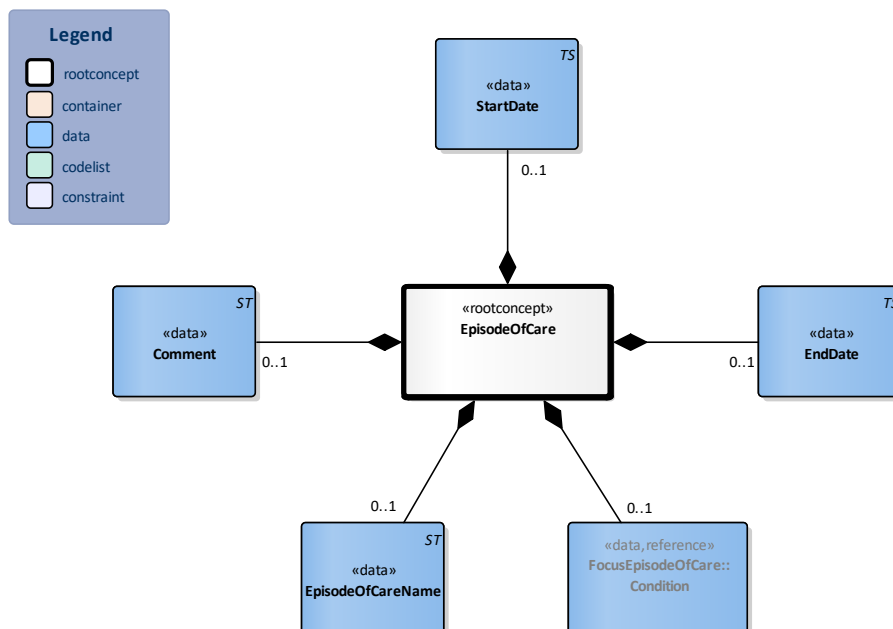 Legend
rootconcept
container
data
codelist
constraint
TS
«data»
StartDate
0..1
ST
«data»
Comment
0..1
«rootconcept»
EpisodeOfCare
TS
«data»
EndDate
0..1
0..1
ST
«data»
EpisodeOfCareName
0..1
«data,reference»
FocusEpisodeOfCare::
Condition